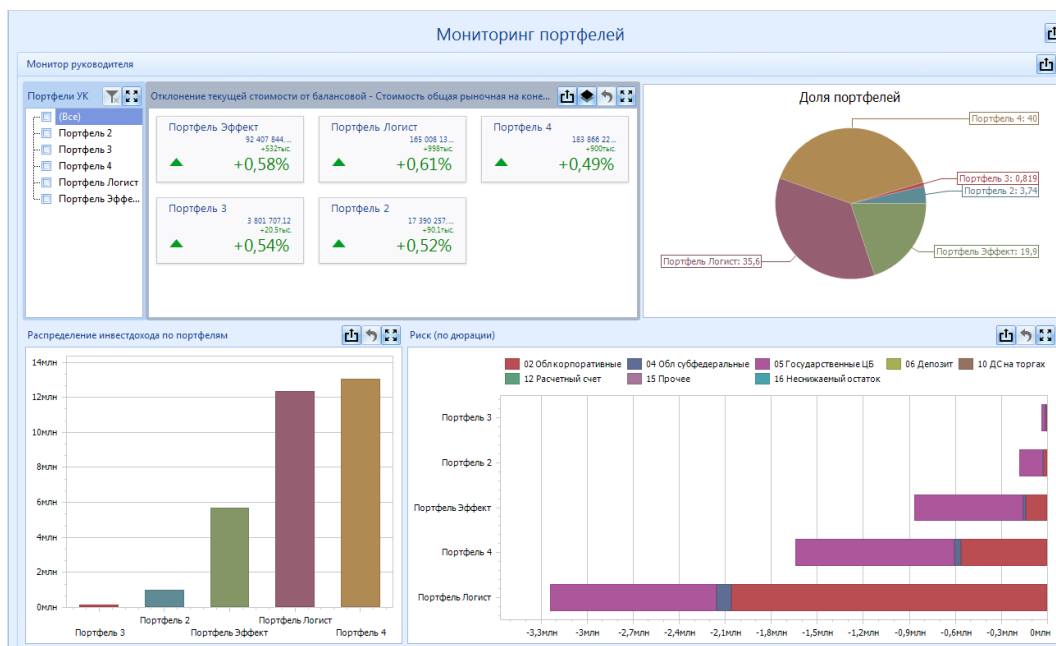 Мониторинг портфелей
Монитор руководителя
Портфели УК
(Все)
Портфель 2
Портфель 3
Портфель 4
Портфель Логист
Портфель Эффе...
Отклонение текущей стоимости от балансовой - Стоимость общая рыночная на коне...
Портфель Эффект
92 407 844,...
+532тыс.
+0,58%
Портфель Логист
165 008 13...
+998тыс.
+0,61%
Портфель 4
183 866 22...
+900тыс.
+0,49%
Портфель 3
3 801 707,12
+20.5тыс.
+0,54%
Портфель 2
17 390 257,...
+90,1тыс.
+0,52%
Доля портфелей
Портфель 4: 40
Портфель 3: 0,819
Портфель 2: 3,74
Портфель Эффект: 19,9
Портфель Логист: 35,6
Распределение инвестдохода по портфелям
14млн
12млн
10млн
8млн
6млн
4млн
2млн
0млн
Портфель 3
Портфель 2
Портфель Эффект
Портфель Логист
Портфель 4
Риск (по дюрации)
02 Обл корпоративные
04 Обл субфедеральные
05 Государственные ЦБ
06 Депозит
10 ДС на торгах
12 Расчетный счет
15 Прочее
16 Неснижаемый остаток
Портфель 3
Портфель 2
Портфель Эффект
Портфель 4
Портфель Логист
-3,3млн -3млн -2,7млн -2,4млн -2,1млн -1,8млн -1,5млн -1,2млн -0,9млн -0,6млн -0,3млн 0млн